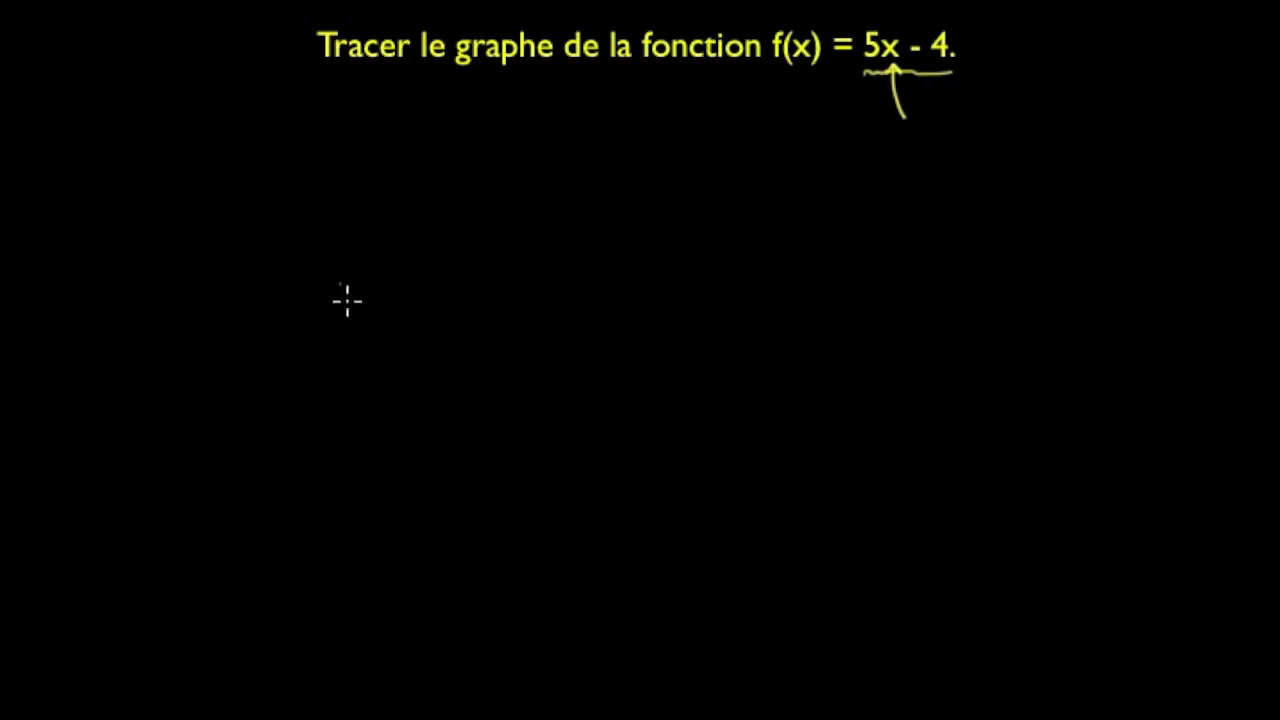 Tracer le graphe de la fonction f(x) = 5x - 4.